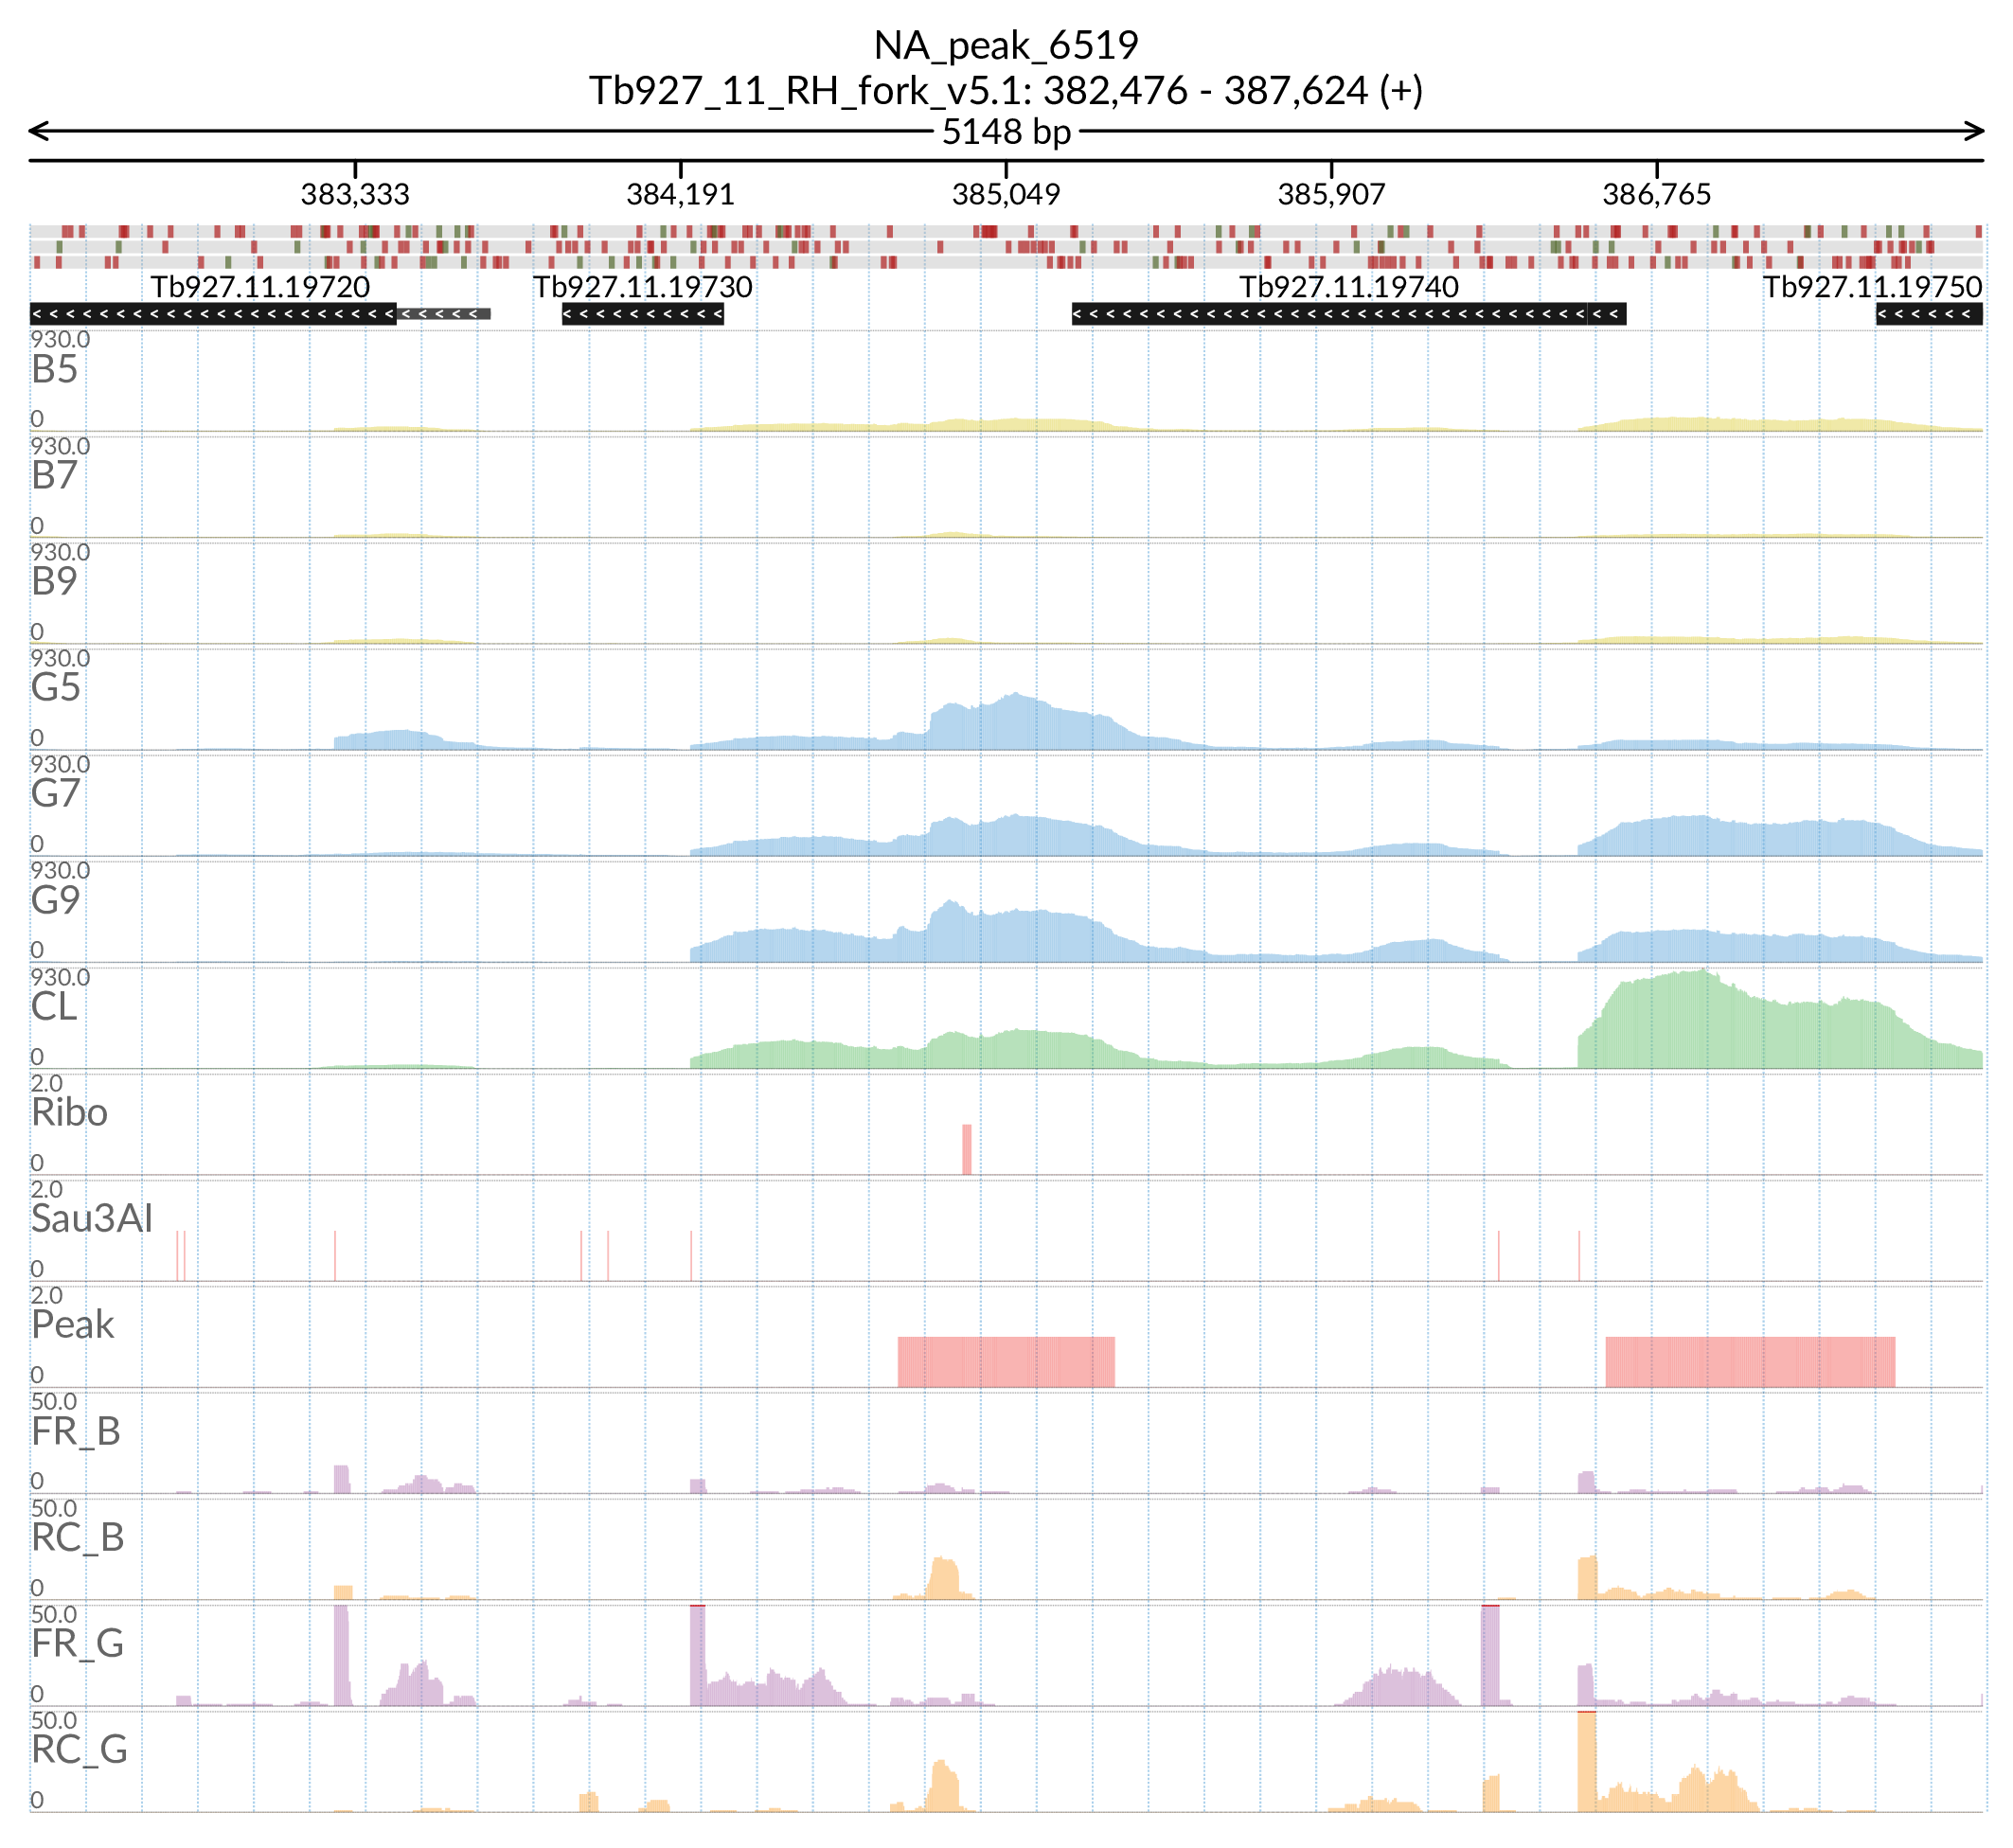 NA_peak_6519
Tb927_11_RH_fork_v5.1: 382,476 - 387,624 (+)
5148 bp
383,333 384,191 385,049 385,907 386,765
Tb927.11.19720 Tb927.11.19730 Tb927.11.19740 Tb927.11.19750
930.0
B5
0
930.0
B7
0
930.0
B9
0
930.0
G5
0
930.0
G7
0
930.0
G9
0
930.0
CL
0
2.0
Ribo
0
2.0
Sau3AI
0
2.0
Peak
0
50.0
FR_B
0
50.0
RC_B
0
50.0
FR_G
0
50.0
RC_G
0